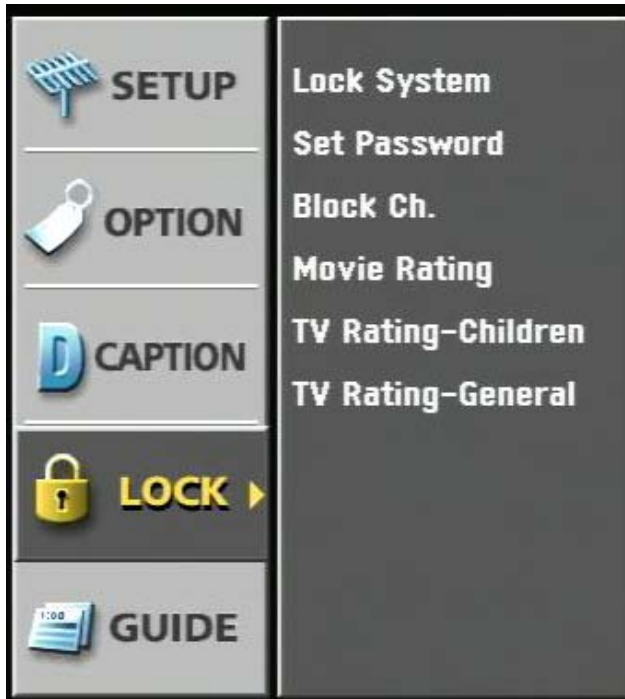 SETUP
OPTION
CAPTION
LOCK
GUIDE
Lock System
Set Password
Block Ch.
Movie Rating
TV Rating-Children
TV Rating-General